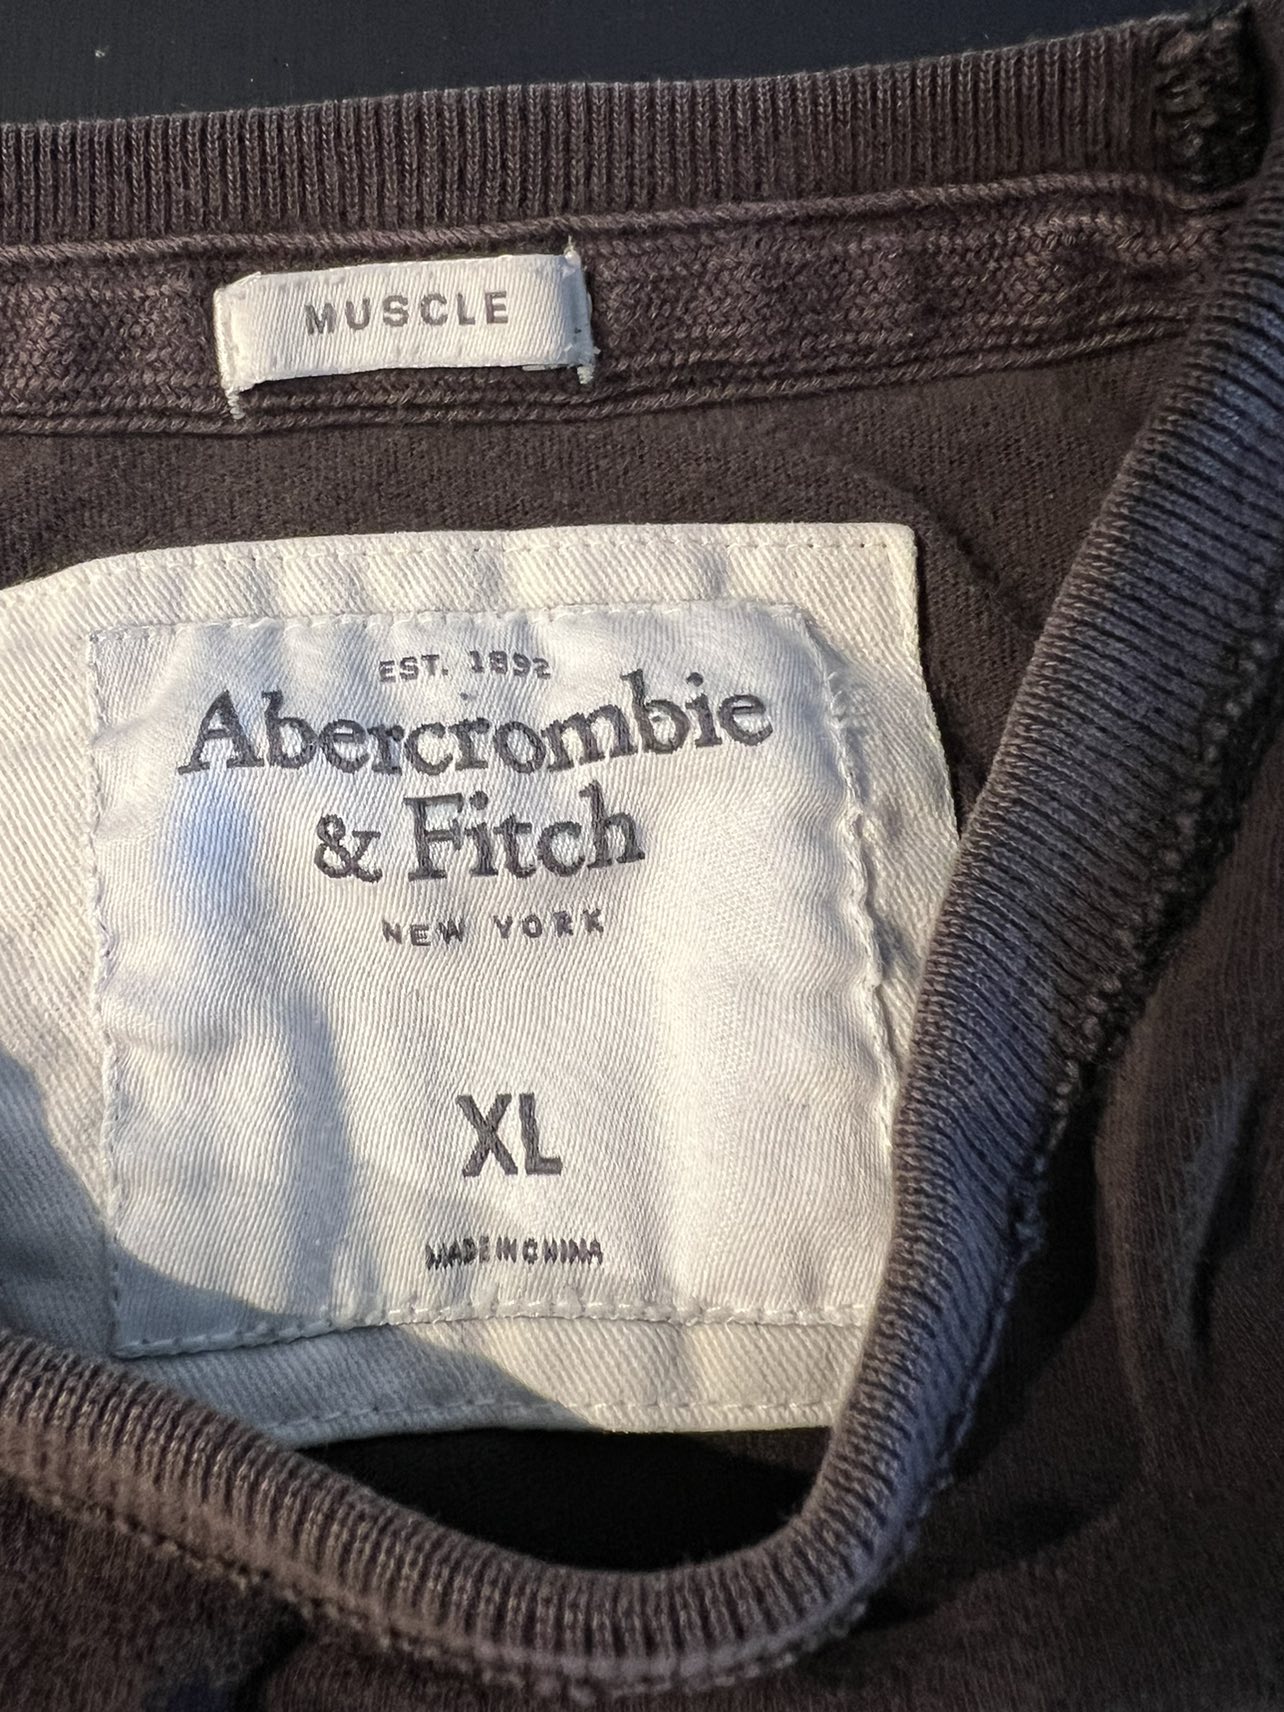 MUSCLE
EST. 1892
Abercrombie
& Fitch
NEW YORK
XL
MADE IN CHINA